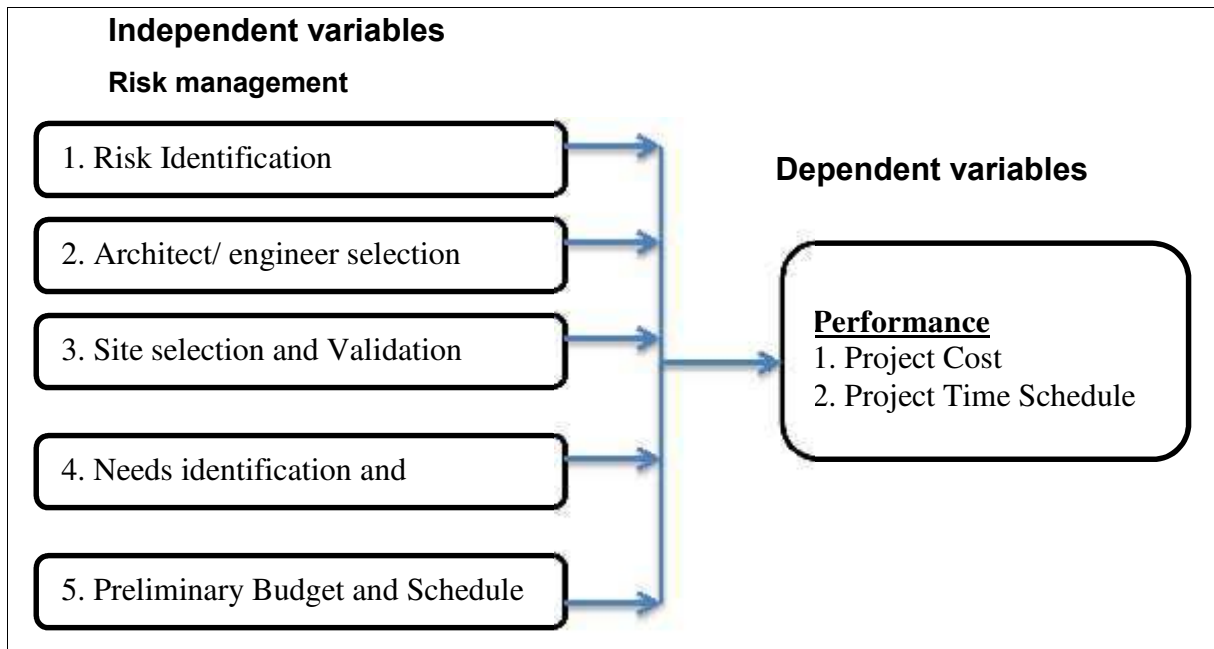 Independent variables
Risk management
1. Risk Identification
2. Architect/ engineer selection
3. Site selection and Validation
4. Needs identification and
5. Preliminary Budget and Schedule
Dependent variables
Performance
1. Project Cost
2. Project Time Schedule